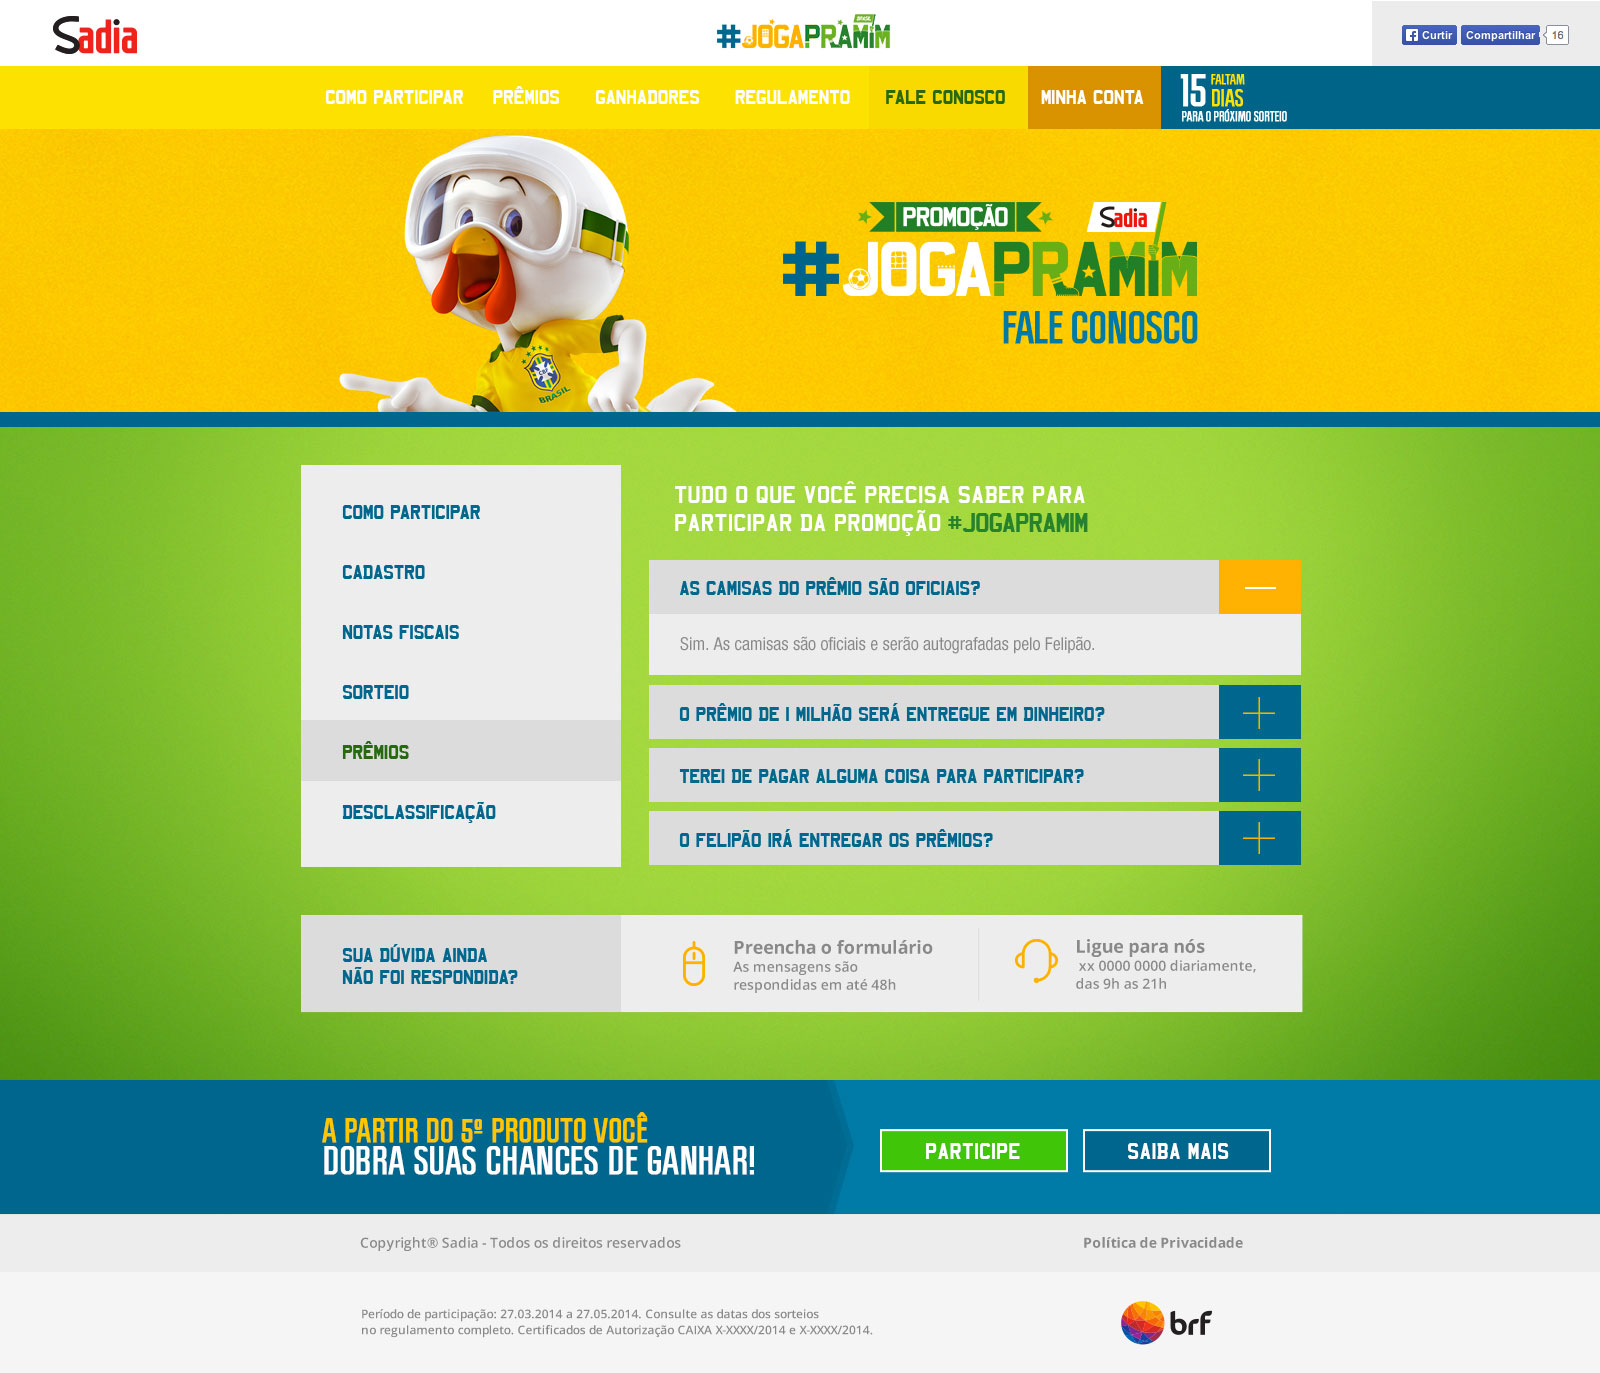 Sadia
BRASIL
#JOGAPRAMIM
Curtir
Compartilhar
16
COMO PARTICIPAR
PRÊMIOS
GANHADORES
REGULAMENTO
FALE CONOSCO
MINHA CONTA
15 FALTAM DIAS
PARA O PRÓXIMO SORTEIO
PROMOÇÃO
Sadia
#JOGAPRAMIM
FALE CONOSCO
CBF
BRASIL
COMO PARTICIPAR
CADASTRO
NOTAS FISCAIS
SORTEIO
PRÊMIOS
DESCLASSIFICAÇÃO
TUDO O QUE VOCÊ PRECISA SABER PARA
PARTICIPAR DA PROMOÇÃO #JOGAPRAMIM
AS CAMISAS DO PRÊMIO SÃO OFICIAIS?
Sim. As camisas são oficiais e serão autografadas pelo Felipão.
O PRÊMIO DE 1 MILHÃO SERÁ ENTREGUE EM DINHEIRO?
TEREI DE PAGAR ALGUMA COISA PARA PARTICIPAR?
O FELIPÃO IRÁ ENTREGAR OS PRÊMIOS?
SUA DÚVIDA AINDA
NÃO FOI RESPONDIDA?
Preencha o formulário
As mensagens são
respondidas em até 48h
Ligue para nós
xx 0000 0000 diariamente,
das 9h as 21h
A PARTIR DO 5º PRODUTO VOCÊ
DOBRA SUAS CHANCES DE GANHAR!
PARTICIPE
SAIBA MAIS
Copyright® Sadia - Todos os direitos reservados
Política de Privacidade
Período de participação: 27.03.2014 a 27.05.2014. Consulte as datas dos sorteios
no regulamento completo. Certificados de Autorização CAIXA X-XXXX/2014 e X-XXXX/2014.
brf